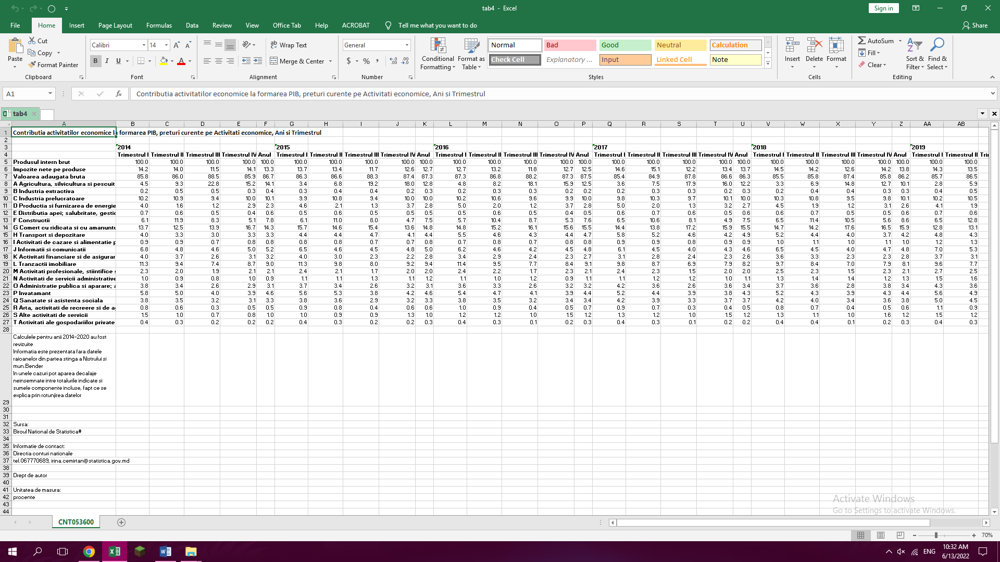 tab4 - Excel
Sign in
File Home Insert Page Layout Formulas Data Review View Office Tab Help ACROBAT Tell me what you want to do Share
Paste Cut Copy Format Painter Clipboard
Calibri 14 B I U Font
Wrap Text Merge & Center Alignment
General $ % Number
Conditional Formatting Format as Table
Normal Bad Good Neutral Calculation
Check Cell Explanatory ... Input Linked Cell Note
Styles
Insert Delete Format Cells
AutoSum Fill Clear Sort & Filter Find & Select Editing
A1 fx Contributia activitatilor economice la formarea PIB, preturi curente pe Activitati economice, Ani si Trimestrul
tab4
A B C D E F G H I J K L M N O P Q R S T U V W X Y Z AA AB
1 Contributia activitatilor economice la formarea PIB, preturi curente pe Activitati economice, Ani si Trimestrul
2
3 2014 2015 2016 2017 2018 2019
4 Trimestrul I Trimestrul II Trimestrul III Trimestrul IV Anul Trimestrul I Trimestrul II Trimestrul III Trimestrul IV Anul Trimestrul I Trimestrul II Trimestrul III Trimestrul IV Anul Trimestrul I Trimestrul II Trimestrul III Trimestrul IV Anul Trimestrul I Trimestrul II Trimestrul III Trimestrul IV Anul Trimestrul I Trimestrul II Tri
5 Produsul intern brut 100.0 100.0 100.0 100.0 100.0 100.0 100.0 100.0 100.0 100.0 100.0 100.0 100.0 100.0 100.0 100.0 100.0 100.0 100.0 100.0 100.0 100.0 100.0 100.0 100.0 100.0 100.0
6 Impozite nete pe produse 14.2 14.0 11.5 14.1 13.3 13.7 13.4 11.7 12.6 12.7 12.7 13.2 11.8 12.7 12.5 14.6 15.1 12.2 13.4 13.7 14.5 14.2 12.6 14.2 13.8 14.3 13.5
7 Valoarea adaugata bruta 85.8 86.0 88.5 85.9 86.7 86.3 86.6 88.3 87.4 87.3 87.3 86.8 88.2 87.3 87.5 85.4 84.9 87.8 86.6 86.3 85.5 85.8 87.4 85.8 86.2 85.7 86.5
8 A Agricultura, silvicultura si pescuit 4.5 9.3 22.8 15.2 14.1 3.4 6.8 19.2 18.0 12.8 4.8 8.2 18.1 15.9 12.5 3.6 7.5 17.9 16.0 12.2 3.3 6.9 14.8 12.7 10.1 2.8 5.9
9 B Industria extractiva 0.2 0.5 0.5 0.3 0.4 0.3 0.4 0.4 0.2 0.3 0.2 0.3 0.3 0.2 0.2 0.2 0.3 0.3 0.2 0.3 0.2 0.4 0.4 0.3 0.3 0.4 0.5
10 C Industria prelucratoare 10.2 10.9 9.4 10.0 10.1 9.9 10.8 9.4 10.0 10.0 10.2 10.6 9.6 9.9 10.0 9.8 10.3 9.7 10.1 10.0 10.3 10.8 9.5 9.8 10.1 10.2 10.5
11 D Productia si furnizarea de energie 4.0 1.6 1.2 2.9 2.3 4.6 2.1 1.3 3.7 2.8 5.0 2.0 1.2 3.7 2.8 5.0 2.0 1.3 3.2 2.7 4.5 1.9 1.2 3.1 2.6 4.1 1.9
12 E Distributia apei; salubritate, gestic 0.7 0.6 0.5 0.4 0.6 0.5 0.6 0.5 0.5 0.5 0.5 0.6 0.5 0.4 0.5 0.6 0.7 0.6 0.5 0.6 0.6 0.7 0.5 0.5 0.6 0.7 0.6
13 F Constructii 6.1 11.9 8.3 5.1 7.8 6.1 11.0 8.0 4.7 7.5 5.7 10.4 8.7 5.3 7.6 6.5 10.6 8.1 4.9 7.5 6.5 11.4 10.5 5.6 8.6 6.5 12.8
14 G Comert cu ridicata si cu amanuntu 13.7 12.5 13.9 16.7 14.3 15.7 14.6 15.4 13.6 14.8 14.8 15.2 16.1 15.6 15.5 14.4 13.8 17.2 15.9 15.5 14.7 14.2 17.6 16.5 15.9 12.8 13.1
15 H Transport si depozitare 4.0 3.3 3.0 3.3 3.3 4.4 4.4 4.7 4.1 4.4 5.5 4.6 4.3 4.4 4.7 5.8 5.2 4.6 4.2 4.9 5.2 4.4 4.0 3.7 4.2 4.8 4.3
16 I Activitati de cazare si alimentatie p 0.9 0.9 0.7 0.8 0.8 0.8 0.8 0.7 0.7 0.8 0.7 0.8 0.7 0.8 0.8 0.9 0.9 0.8 0.9 0.9 1.0 1.1 1.0 1.1 1.0 1.2 1.3
17 J Informatii si comunicatii 6.8 4.8 4.6 5.0 5.2 6.5 4.6 4.5 4.8 5.0 6.2 4.6 4.2 4.5 4.8 6.1 4.5 4.0 4.3 4.6 6.5 4.5 4.0 4.7 4.8 7.0 5.3
18 K Activitati financiare si de asigurar 4.0 3.7 2.6 3.1 3.2 4.0 3.0 2.3 2.2 2.8 3.4 2.9 2.4 2.3 2.7 3.1 2.8 2.4 2.3 2.6 3.6 3.3 2.3 2.3 2.8 3.7 3.1
19 L Tranzactii imobiliare 11.3 9.4 7.4 8.7 9.0 11.3 9.8 8.0 9.2 9.4 11.4 9.5 7.7 8.4 9.1 9.8 8.7 6.9 7.9 8.2 9.7 8.4 7.0 7.9 8.1 9.6 7.7
20 M Activitati profesionale, stiintifice s 2.3 2.0 1.9 2.1 2.1 2.4 2.1 1.7 2.0 2.0 2.4 2.2 1.7 2.3 2.1 2.4 2.3 1.5 2.0 2.0 2.5 2.3 1.5 2.3 2.1 2.7 2.5
21 N Activitati de servicii administrative 1.0 0.9 0.8 1.0 0.9 1.1 1.1 1.3 1.1 1.2 1.1 1.0 1.2 0.9 1.1 1.1 1.2 1.2 1.0 1.1 1.3 1.4 1.4 1.2 1.3 1.5 1.6
22 O Administratie publica si aparare; a 3.8 3.4 2.6 2.9 3.1 3.7 3.4 2.6 3.2 3.1 3.6 3.3 2.6 3.2 3.2 4.2 3.6 2.6 3.6 3.4 3.7 3.6 2.8 3.8 3.4 4.3 3.6
23 P Invatamant 5.8 5.0 4.0 3.9 4.6 5.6 5.3 3.8 4.2 4.6 5.4 4.7 4.1 3.9 4.4 5.2 4.4 3.9 3.8 4.3 5.2 4.3 3.9 4.3 4.4 5.6 4.9
24 Q Sanatate si asistenta sociala 3.8 3.5 3.2 3.1 3.3 3.8 3.6 2.9 3.2 3.3 3.8 3.5 3.2 3.4 3.4 4.2 3.9 3.3 3.7 3.7 4.2 4.0 3.4 3.6 3.8 5.0 4.5
25 R Arta, activitati de recreere si de ag 0.8 0.6 0.3 0.5 0.5 0.9 0.8 0.4 0.6 0.6 1.0 0.9 0.4 0.5 0.7 0.9 0.7 0.3 0.4 0.5 0.8 0.7 0.4 0.5 0.6 1.1 0.9
26 S Alte activitati de servicii 1.5 1.0 0.7 0.8 1.0 1.0 0.9 0.9 1.3 1.0 1.2 1.2 1.0 1.5 1.2 1.3 1.2 1.0 1.5 1.2 1.3 1.1 1.0 1.6 1.2 1.5 1.2
27 T Activitati ale gospodariilor private 0.4 0.3 0.2 0.2 0.2 0.4 0.3 0.2 0.2 0.3 0.4 0.3 0.1 0.2 0.3 0.4 0.3 0.1 0.2 0.2 0.4 0.4 0.1 0.2 0.3 0.4 0.3
28
Calculele pentru anii 2014-2020 au fost
revizuite
Informatia este prezentata fara datele
raioanelor din partea stinga a Nistrului si
mun.Bender
In unele cazuri pot aparea decalaje
neinsemnate intre totalurile indicate si
sumele componente incluse, fapt ce se
explica prin rotunjirea datelor
29
30
31
32 Sursa:
33 Biroul National de Statistica#
34
35 Informatie de contact:
36 Directia conturi nationale
37 tel.067770689, irina.cemirtan@statistica.gov.md
38
39 Drept de autor
40
41 Unitatea de masura:
42 procente
43
44
Activate Windows
Go to Settings to activate Windows.
CNT053600
70%
ENG
10:32 AM
6/13/2022